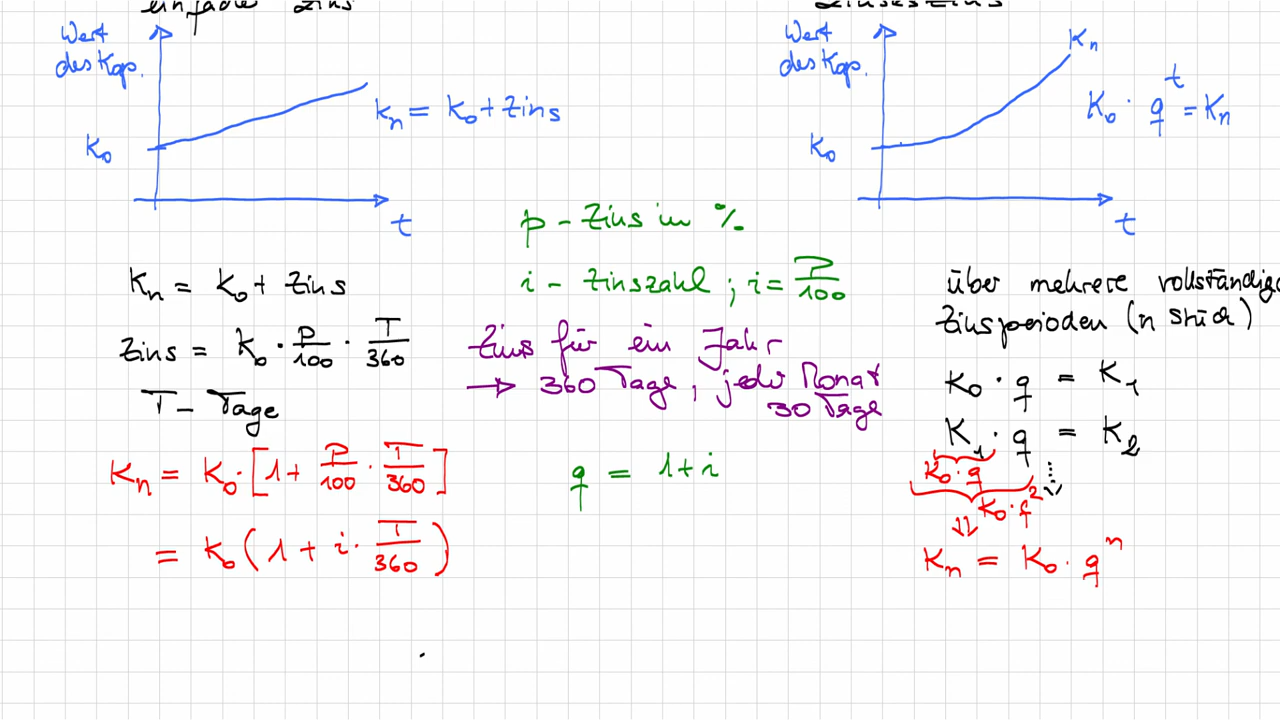 einfache Zins
Wert
des Kap.
K₀
Kn = K₀ + Zins
t
Kn = K₀ + Zins
Zins = K₀ · P/100 · T/360
T – Tage
Kn = K₀ · [1 + P/100 · T/360]
= K₀ (1 + i · T/360)
p – Zins in %
i – Zinszahl ; i = P/100
Zins für ein Jahr
→ 360 Tage, jeder Monat
30 Tage
q = 1 + i
Zinseszins
Wert
des Kap.
K₀
Kn
K₀ · q^t = Kn
t
über mehrere vollständige
Zinsperioden (n Stück)
K₀ · q = K₁
K₁ · q = K₂
K₀ · q
K₀ · q²
⇓
Kn = K₀ · qⁿ